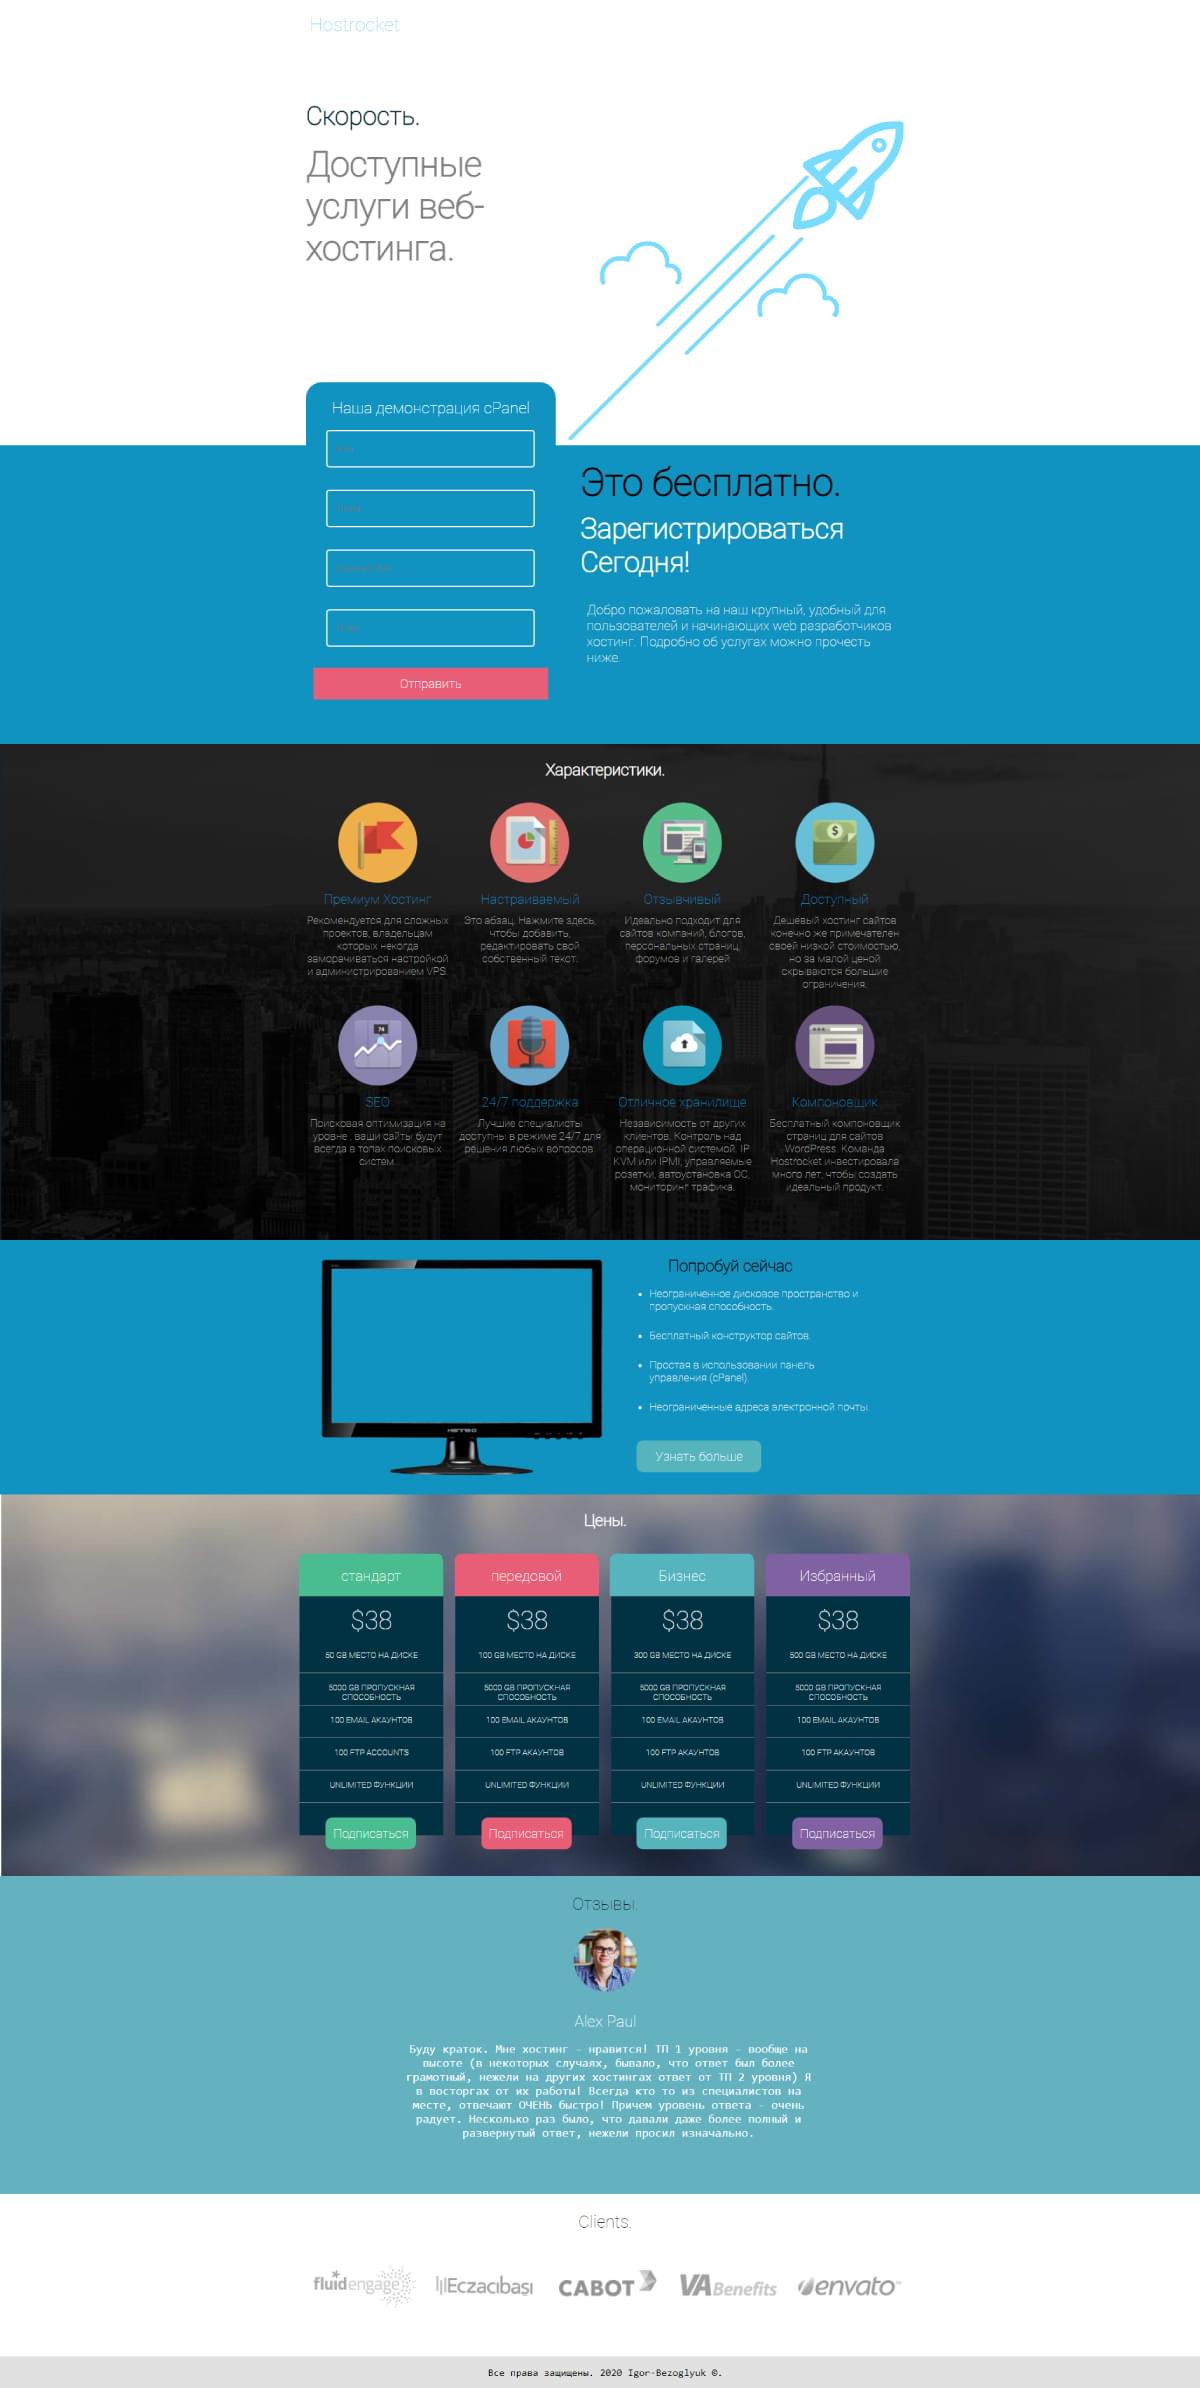 Hostrocket
Скорость.
Доступные
услуги веб-
хостинга.
Наша демонстрация cPanel
Отправить
Это бесплатно.
Зарегистрироваться
Сегодня!
Добро пожаловать на наш крупный, удобный для
пользователей и начинающих web разработчиков
хостинг. Подробно об услугах можно прочесть
ниже.
Характеристики.
Премиум Хостинг
Рекомендуется для сложных
проектов, владельцам
которых некогда
заморачиваться настройкой
и администрированием VPS.
Настраиваемый
Это абзац. Нажмите здесь,
чтобы добавить,
редактировать свой
собственный текст.
Отзывчивый
Идеально подходит для
сайтов компаний, блогов,
персональных страниц,
форумов и галерей
Доступный
Дешевый хостинг сайтов
конечно же примечателен
своей низкой стоимостью,
но за малой ценой
скрываются большие
ограничения.
SEO
Поисковая оптимизация на
уровне , ваши сайты будут
всегда в топах поисковых
систем.
24/7 поддержка
Лучшие специалисты
доступны в режиме 24/7 для
решения любых вопросов.
Отличное хранилище
Независимость от других
клиентов. Контроль над
операционной системой. IP
KVM или IPMI, управляемые
розетки, автоустановка ОС,
мониторинг трафика.
Компоновщик
Бесплатный компоновщик
страниц для сайтов
WordPress. Команда
Hostrocket инвестировала
много лет, чтобы создать
идеальный продукт.
Попробуй сейчас
Неограниченное дисковое пространство и
пропускная способность.
Бесплатный конструктор сайтов.
Простая в использовании панель
управления (cPanel).
Неограниченные адреса электронной почты.
Узнать больше
Цены.
стандарт
$38
50 GB МЕСТО НА ДИСКЕ
5000 GB ПРОПУСКНАЯ
СПОСОБНОСТЬ
100 EMAIL АКАУНТОВ
100 FTP ACCOUNTS
UNLIMITED ФУНКЦИИ
Подписаться
передовой
$38
100 GB МЕСТО НА ДИСКЕ
5000 GB ПРОПУСКНАЯ
СПОСОБНОСТЬ
100 EMAIL АКАУНТОВ
100 FTP АКАУНТОВ
UNLIMITED ФУНКЦИИ
Подписаться
Бизнес
$38
300 GB МЕСТО НА ДИСКЕ
5000 GB ПРОПУСКНАЯ
СПОСОБНОСТЬ
100 EMAIL АКАУНТОВ
100 FTP АКАУНТОВ
UNLIMITED ФУНКЦИИ
Подписаться
Избранный
$38
500 GB МЕСТО НА ДИСКЕ
5000 GB ПРОПУСКНАЯ
СПОСОБНОСТЬ
100 EMAIL АКАУНТОВ
100 FTP АКАУНТОВ
UNLIMITED ФУНКЦИИ
Подписаться
Отзывы.
Alex Paul
Буду краток. Мне хостинг - нравится! ТП 1 уровня - вообще на
высоте (в некоторых случаях, бывало, что ответ был более
грамотный, нежели на других хостингах ответ от ТП 2 уровня) Я
в восторгах от их работы! Всегда кто то из специалистов на
месте, отвечают ОЧЕНЬ быстро! Причем уровень ответа - очень
радует. Несколько раз было, что давали даже более полный и
развернутый ответ, нежели просил изначально.
Clients.
fluidengage
Eczacıbaşı
CABOT
VA Benefits
envato™
Все права защищены. 2020 Igor-Bezoglyuk ©.